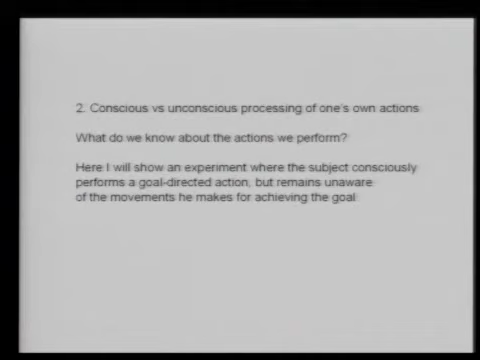 2. Conscious vs unconscious processing of one's own actions
What do we know about the actions we perform?
Here I will show an experiment where the subject consciously
performs a goal-directed action, but remains unaware
of the movements he makes for achieving the goal